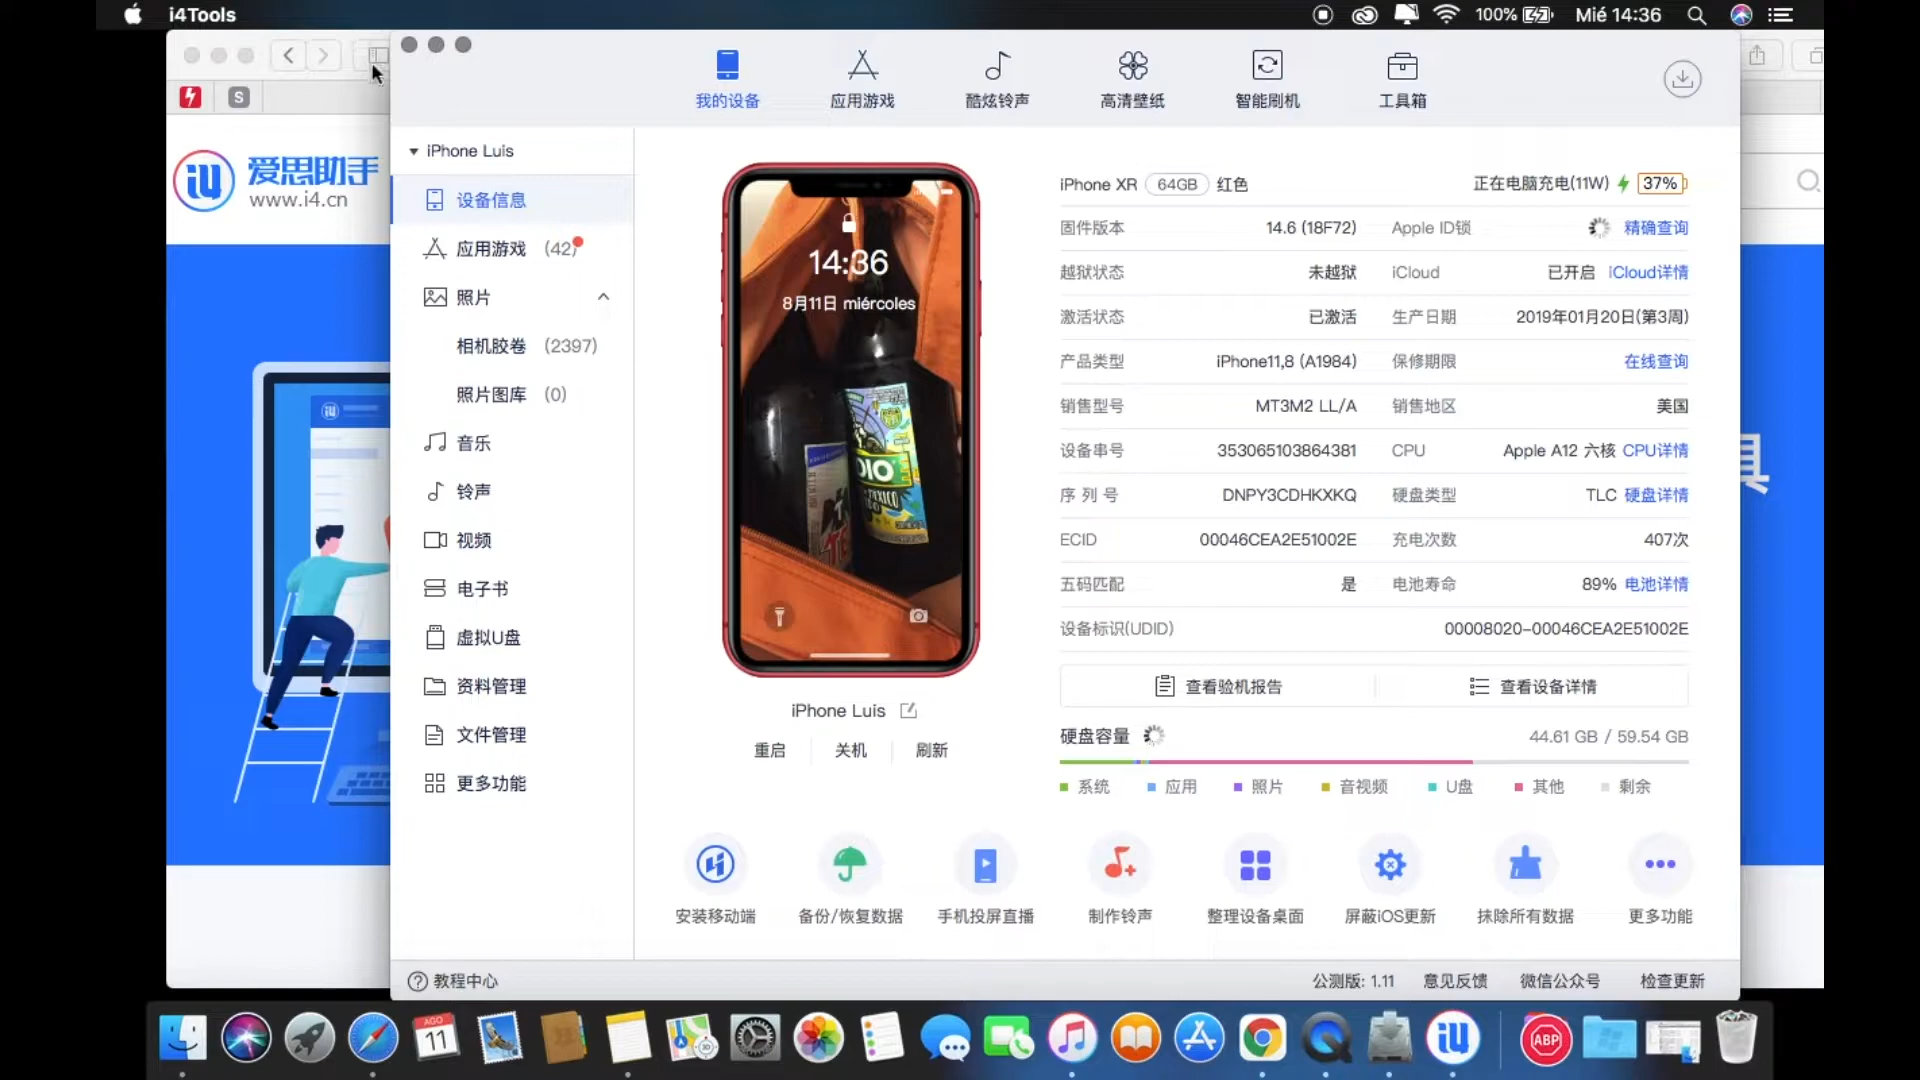 i4Tools
100%
Mié 14:36
S
爱思助手
www.i4.cn
我的设备
应用游戏
酷炫铃声
高清壁纸
智能刷机
工具箱
iPhone Luis
设备信息
应用游戏 (42)
照片
相机胶卷 (2397)
照片图库 (0)
音乐
铃声
视频
电子书
虚拟U盘
资料管理
文件管理
更多功能
14:36
8月11日 miércoles
iPhone Luis
重启
关机
刷新
iPhone XR 64GB 红色
正在电脑充电(11W) 37%
固件版本 14.6 (18F72) Apple ID锁 精确查询
越狱状态 未越狱 iCloud 已开启 iCloud详情
激活状态 已激活 生产日期 2019年01月20日(第3周)
产品类型 iPhone11,8 (A1984) 保修期限 在线查询
销售型号 MT3M2 LL/A 销售地区 美国
设备串号 353065103864381 CPU Apple A12 六核 CPU详情
序 列 号 DNPY3CDHKXKQ 硬盘类型 TLC 硬盘详情
ECID 00046CEA2E51002E 充电次数 407次
五码匹配 是 电池寿命 89% 电池详情
设备标识(UDID) 00008020-00046CEA2E51002E
查看验机报告 查看设备详情
硬盘容量 44.61 GB / 59.54 GB
系统 应用 照片 音视频 U盘 其他 剩余
安装移动端
备份/恢复数据
手机投屏直播
制作铃声
整理设备桌面
屏蔽iOS更新
抹除所有数据
更多功能
具
教程中心
公测版: 1.11
意见反馈
微信公众号
检查更新
AGO
11
ABP